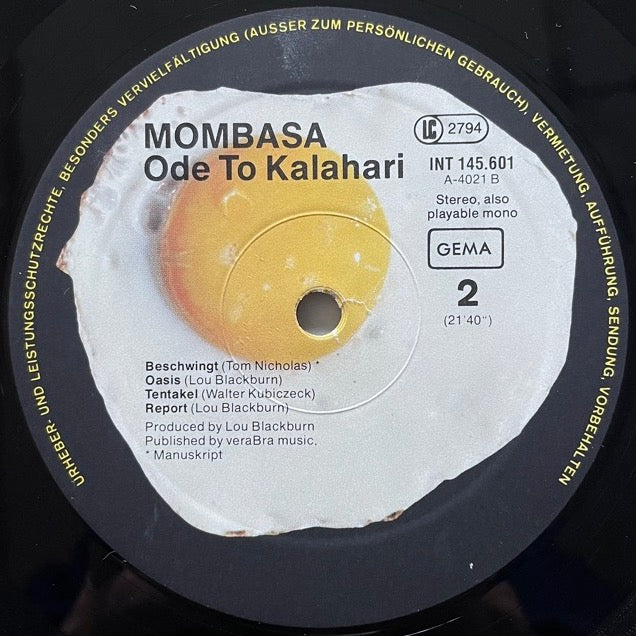 URHEBER- UND LEISTUNGSSCHUTZRECHTE, BESONDERS VERVIELFÄLTIGUNG (AUSSER ZUM PERSÖNLICHEN GEBRAUCH), VERMIETUNG, AUFFÜHRUNG, SENDUNG, VORBEHALTEN
MOMBASA
Ode To Kalahari
LC 2794
INT 145.601
A-4021 B
Stereo, also
playable mono
GEMA
2
(21'40")
Beschwingt (Tom Nicholas) *
Oasis (Lou Blackburn)
Tentakel (Walter Kubiczeck)
Report (Lou Blackburn)
Produced by Lou Blackburn
Published by veraBra music,
* Manuskript